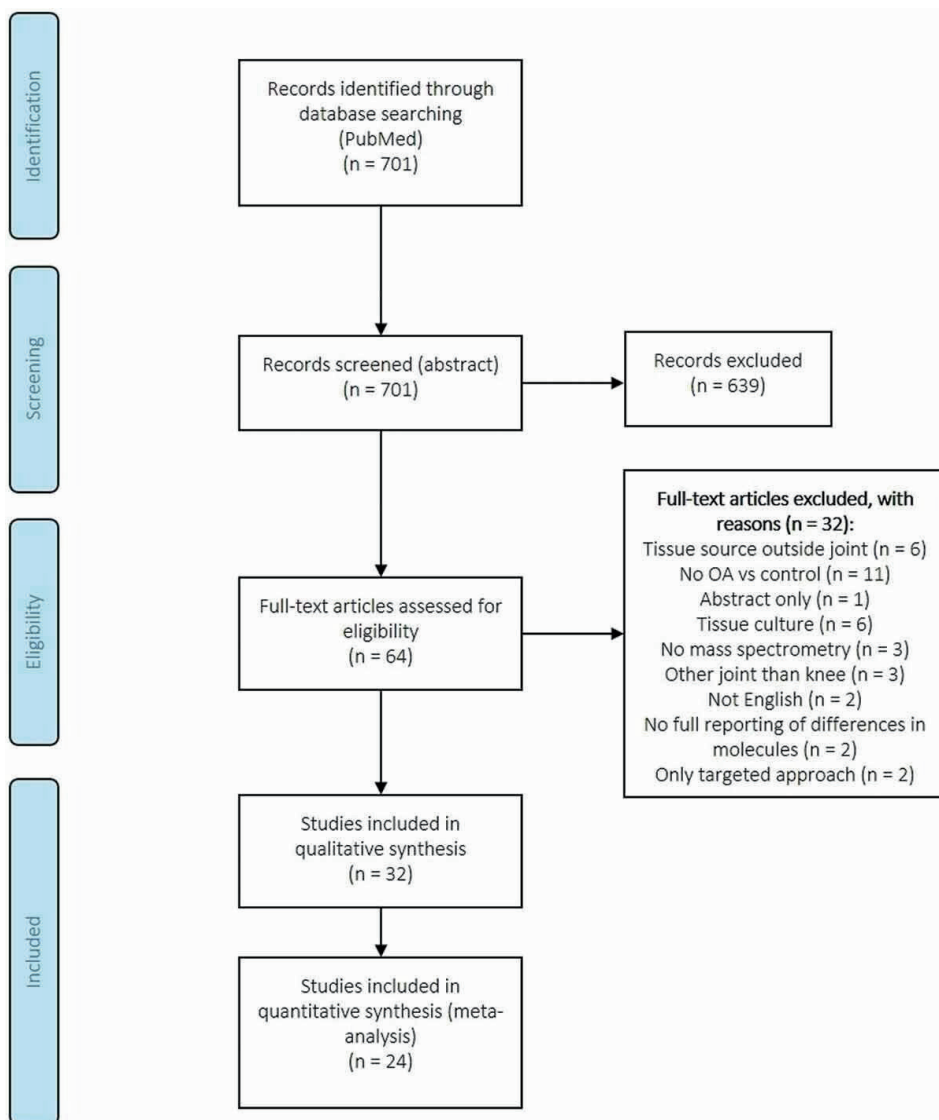 Identification
Records identified through
database searching
(PubMed)
(n = 701)
Screening
Records screened (abstract)
(n = 701)
Records excluded
(n = 639)
Eligibility
Full-text articles assessed for
eligibility
(n = 64)
Full-text articles excluded, with
reasons (n = 32):
Tissue source outside joint (n = 6)
No OA vs control (n = 11)
Abstract only (n = 1)
Tissue culture (n = 6)
No mass spectrometry (n = 3)
Other joint than knee (n = 3)
Not English (n = 2)
No full reporting of differences in
molecules (n = 2)
Only targeted approach (n = 2)
Included
Studies included in
qualitative synthesis
(n = 32)
Studies included in
quantitative synthesis (meta-
analysis)
(n = 24)